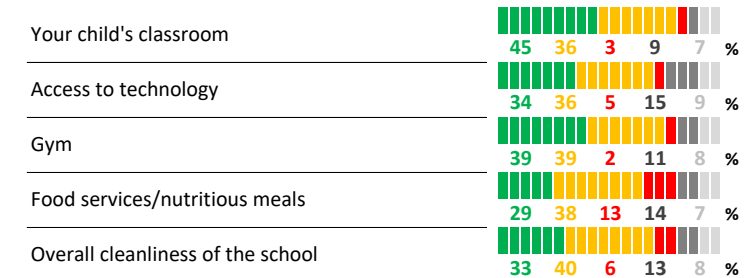 Your child's classroom
45 36 3 9 7 %
Access to technology
34 36 5 15 9 %
Gym
39 39 2 11 8 %
Food services/nutritious meals
29 38 13 14 7 %
Overall cleanliness of the school
33 40 6 13 8 %